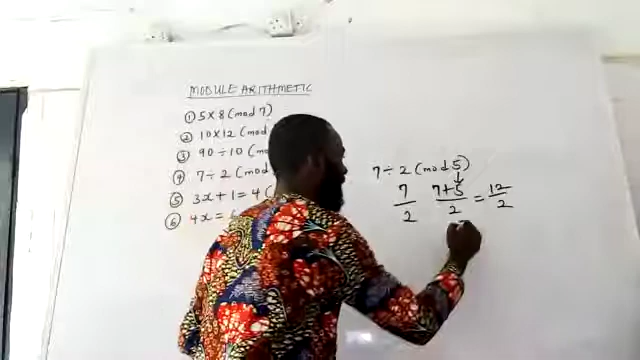 MODULE ARITHMETIC
① 5 x 8 (mod 7)
② 10 x 12 (mod
③ 90 ÷ 10 (mo
④ 7 ÷ 2 (mod
⑤ 3x + 1 = 4 (
⑥ 4x =
7 ÷ 2 (mod 5)
7/2 (7+5)/2 = 12/2